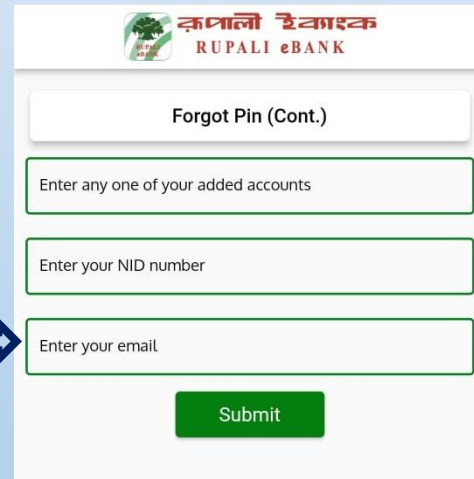 রূপালী ইব্যাংক
RUPALI eBANK
Forgot Pin (Cont.)
Enter any one of your added accounts
Enter your NID number
Enter your email
Submit